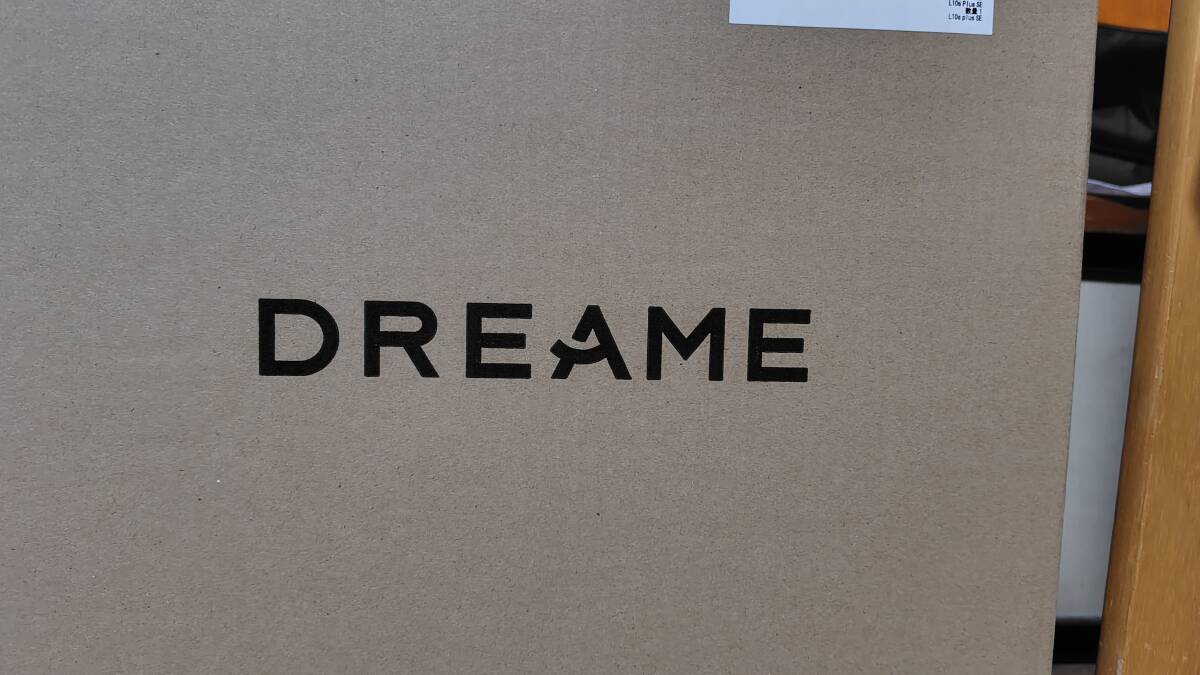 L10s Plus SE
数量 1
L10s plus SE
DREAME